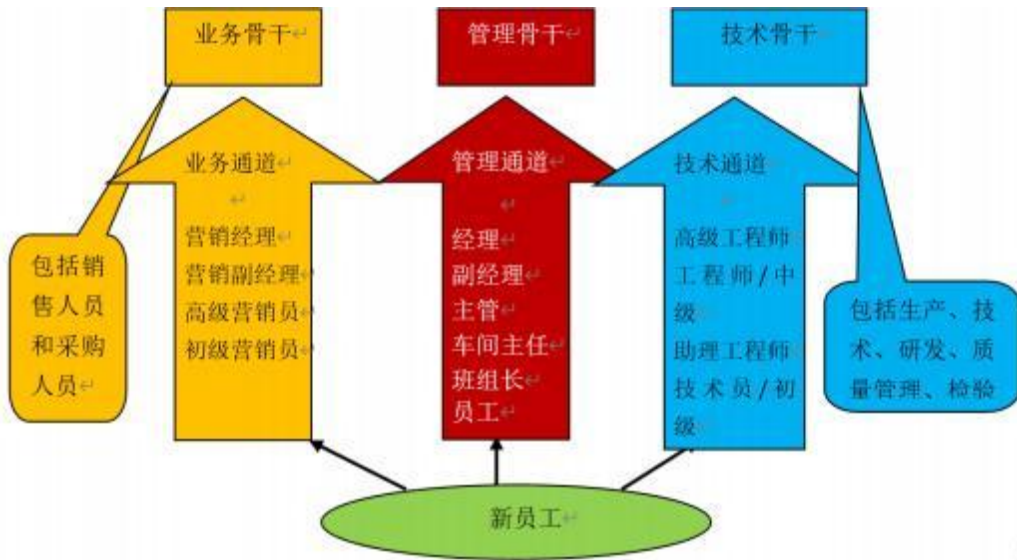 业务骨干
管理骨干
技术骨干
业务通道
营销经理
营销副经理
高级营销员
初级营销员
管理通道
经理
副经理
主管
车间主任
班组长
员工
技术通道
高级工程师
工程师/中
级
助理工程师
技术员/初
级
包括销
售人员
和采购
人员
包括生产、技
术、研发、质
量管理、检验
新员工